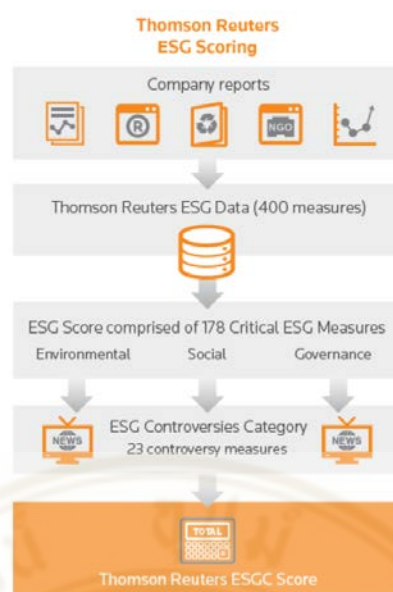 Thomson Reuters
ESG Scoring
Company reports
R
NGO
Thomson Reuters ESG Data (400 measures)
ESG Score comprised of 178 Critical ESG Measures
Environmental Social Governance
NEWS ESG Controversies Category NEWS
23 controversy measures
TOTAL
Thomson Reuters ESGC Score